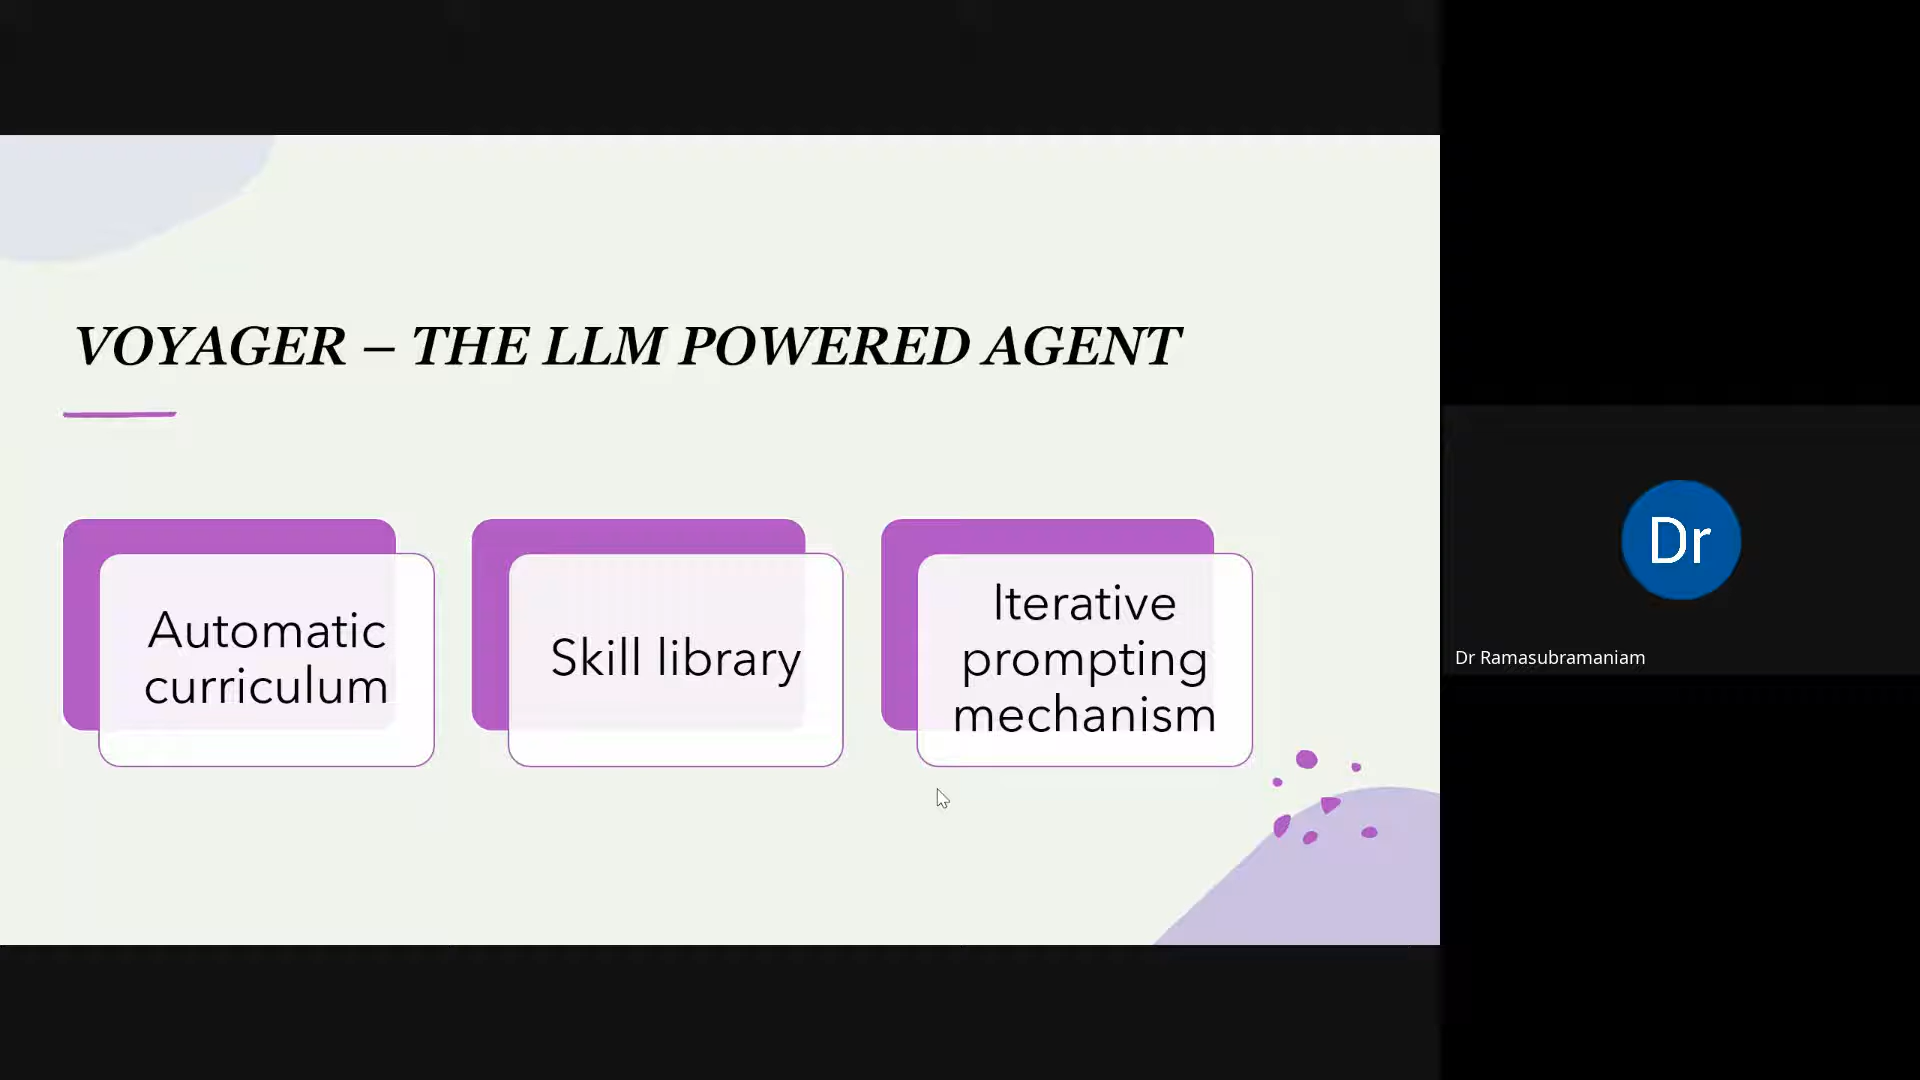 VOYAGER – THE LLM POWERED AGENT
Automatic
curriculum
Skill library
Iterative
prompting
mechanism
Dr
Dr Ramasubramaniam